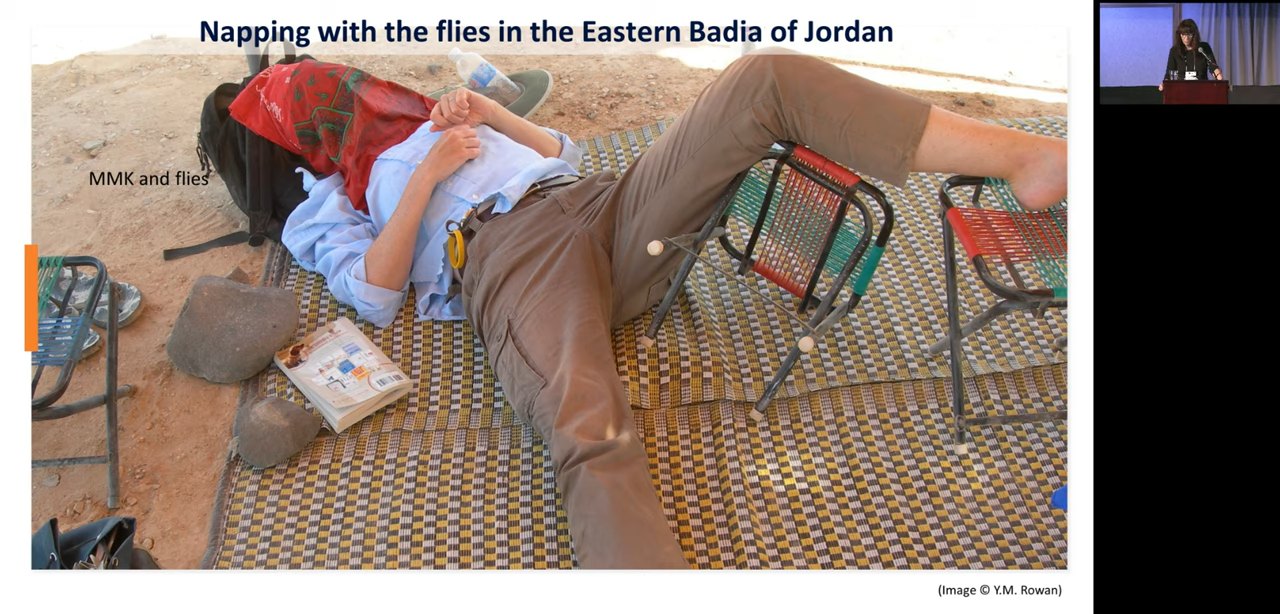 Napping with the flies in the Eastern Badia of Jordan
MMK and flies
(Image © Y.M. Rowan)